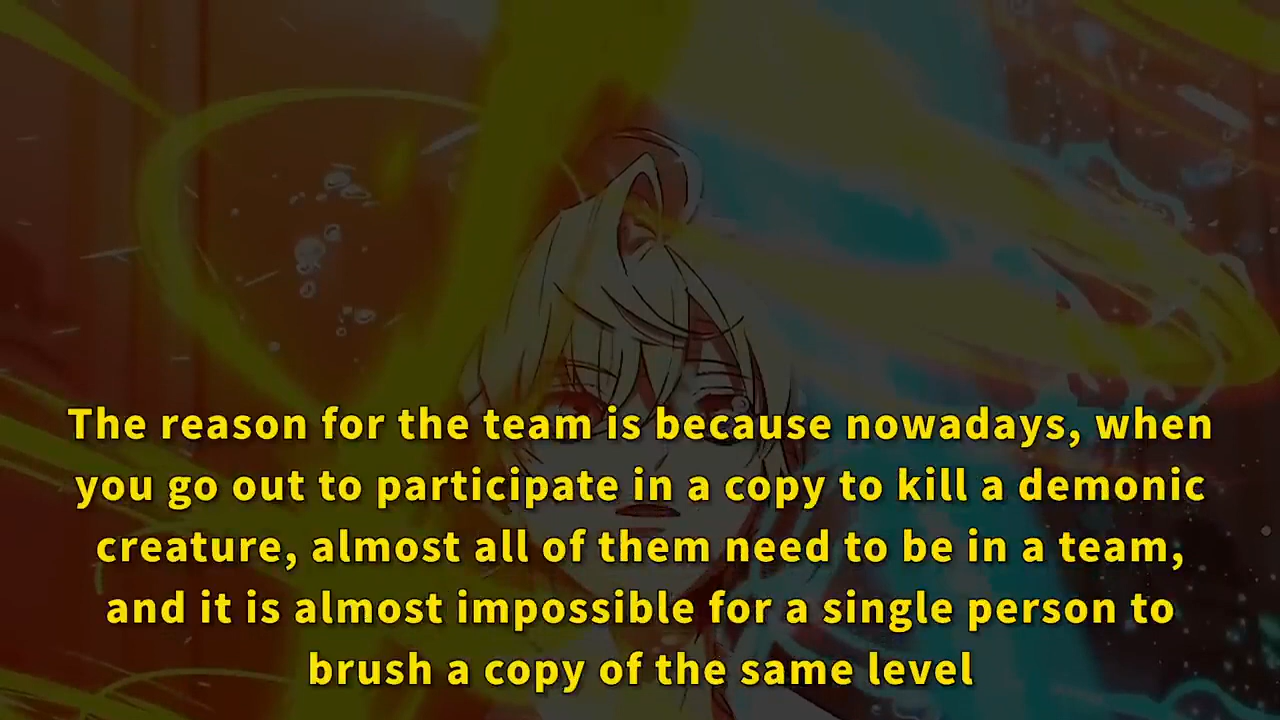 The reason for the team is because nowadays, when
you go out to participate in a copy to kill a demonic
creature, almost all of them need to be in a team,
and it is almost impossible for a single person to
brush a copy of the same level